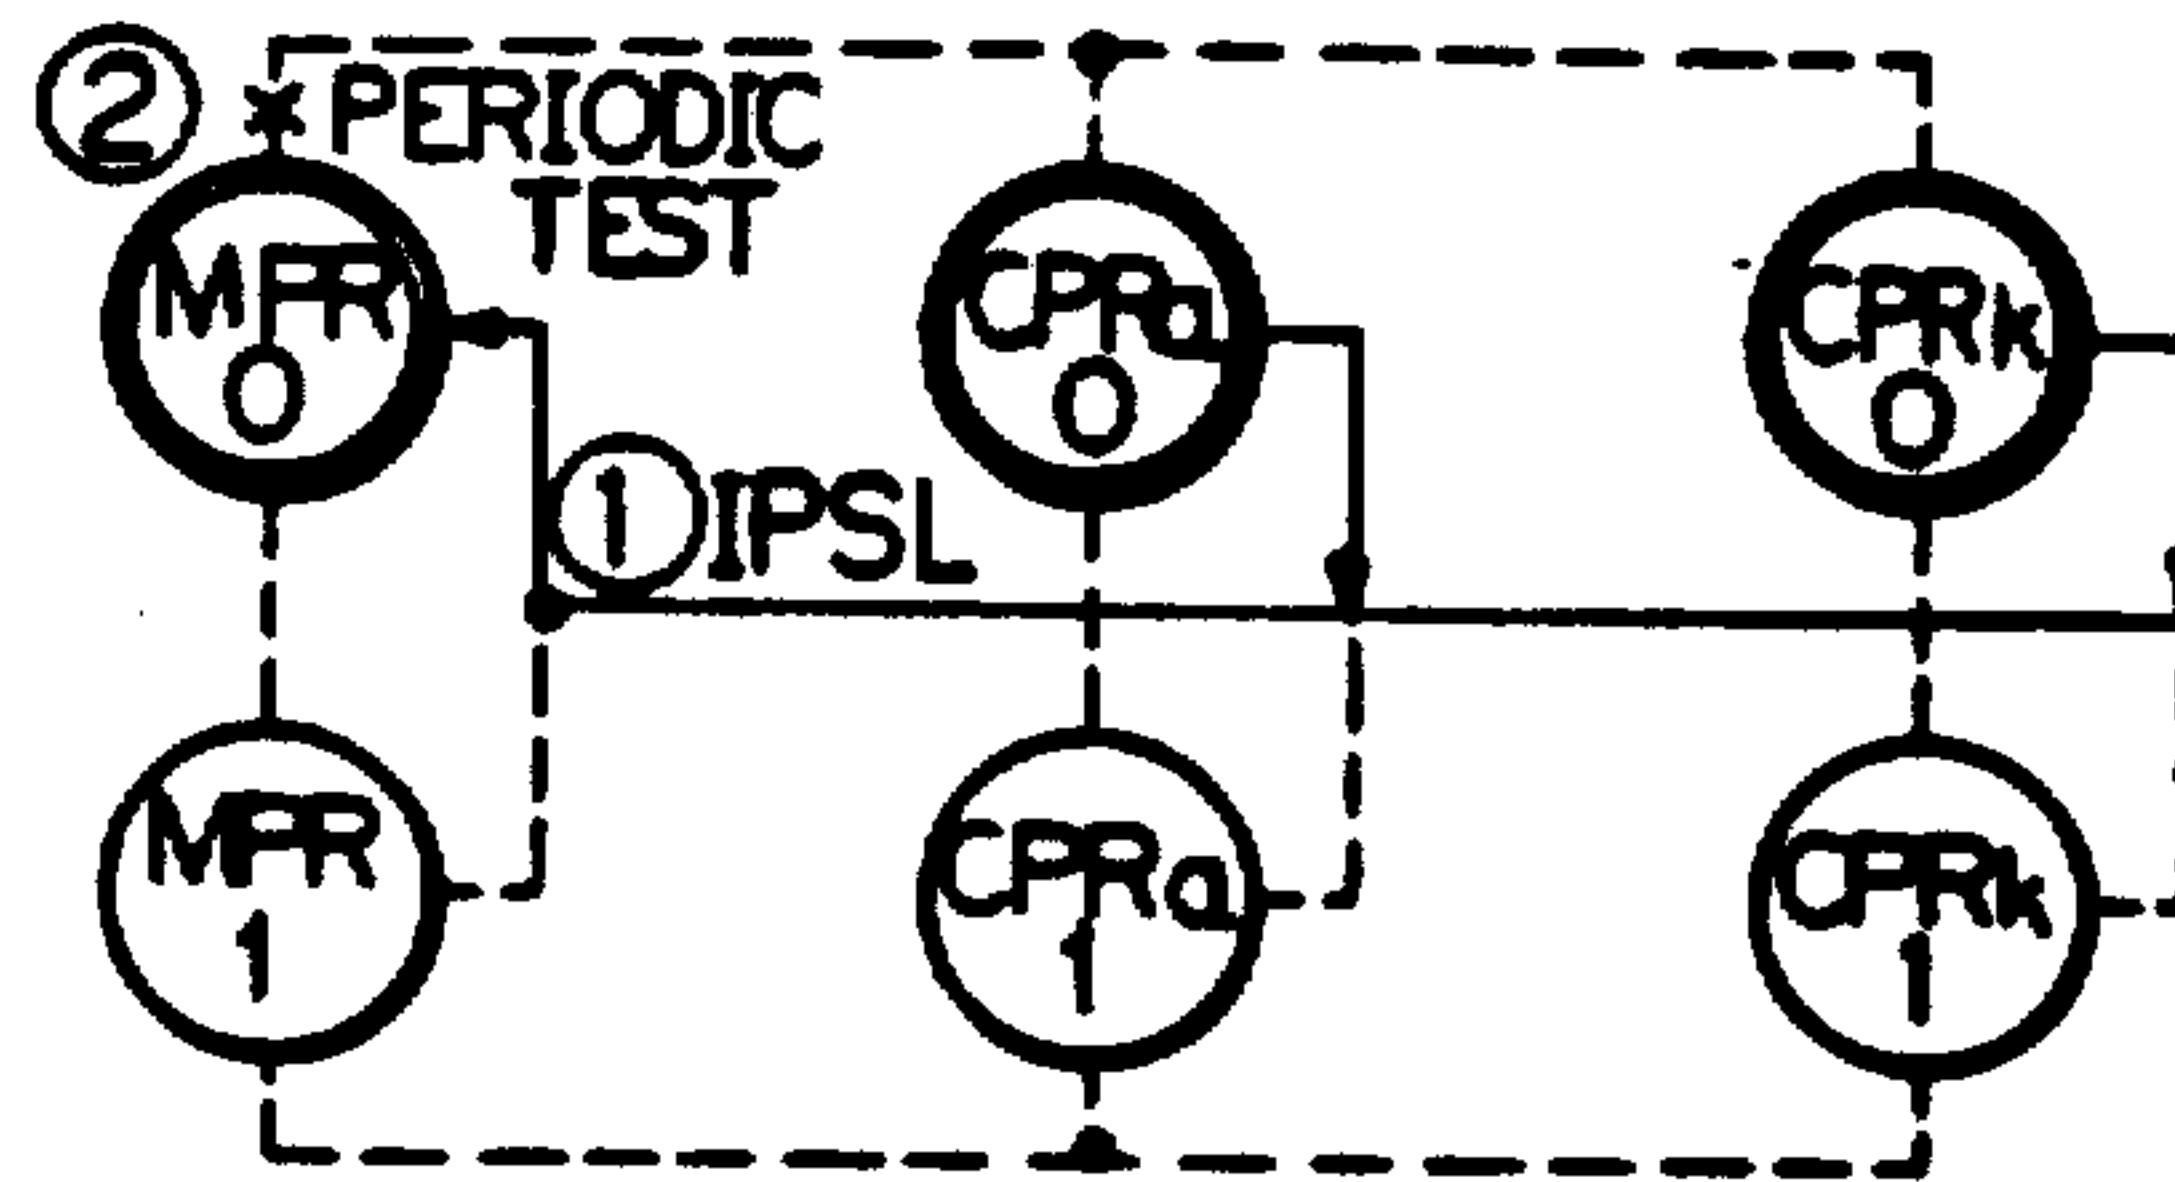 ② * PERIODIC
TEST
MPR
0
CPRa
0
CPRk
0
① IPSL
MPR
1
CPRa
1
CPRk
1